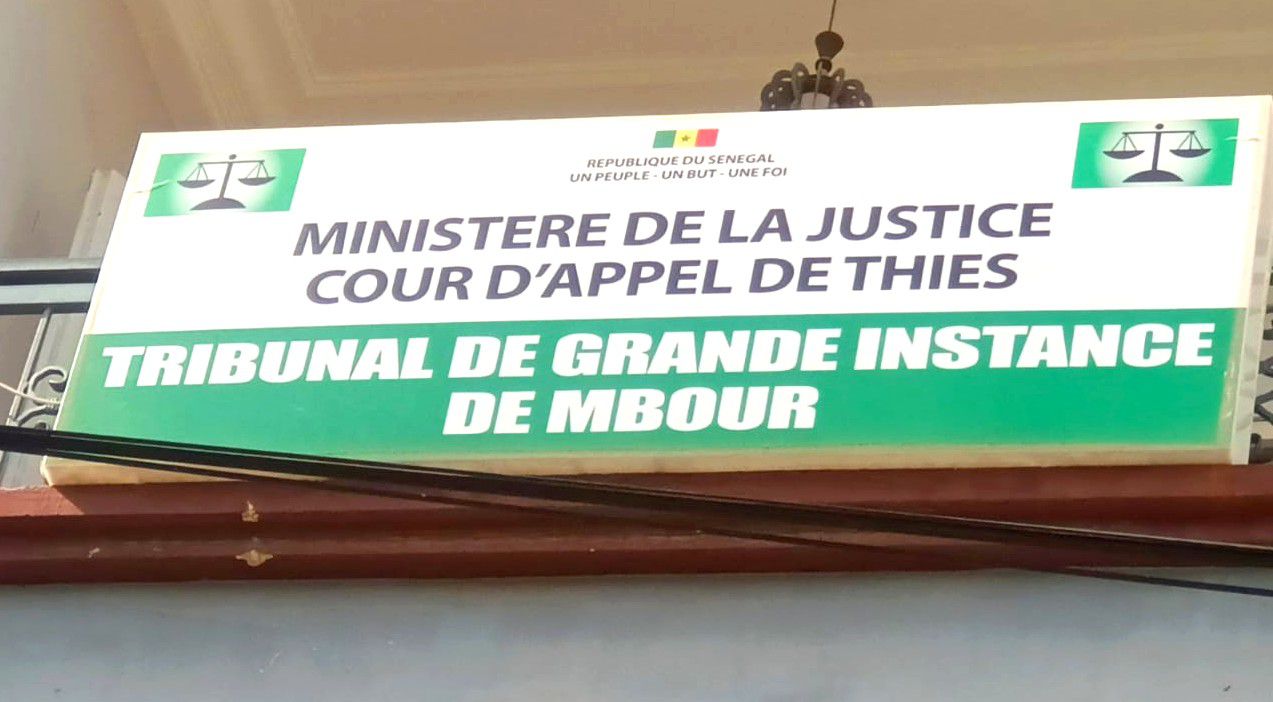 REPUBLIQUE DU SENEGAL
UN PEUPLE - UN BUT - UNE FOI
MINISTERE DE LA JUSTICE
COUR D'APPEL DE THIES
TRIBUNAL DE GRANDE INSTANCE
DE MBOUR